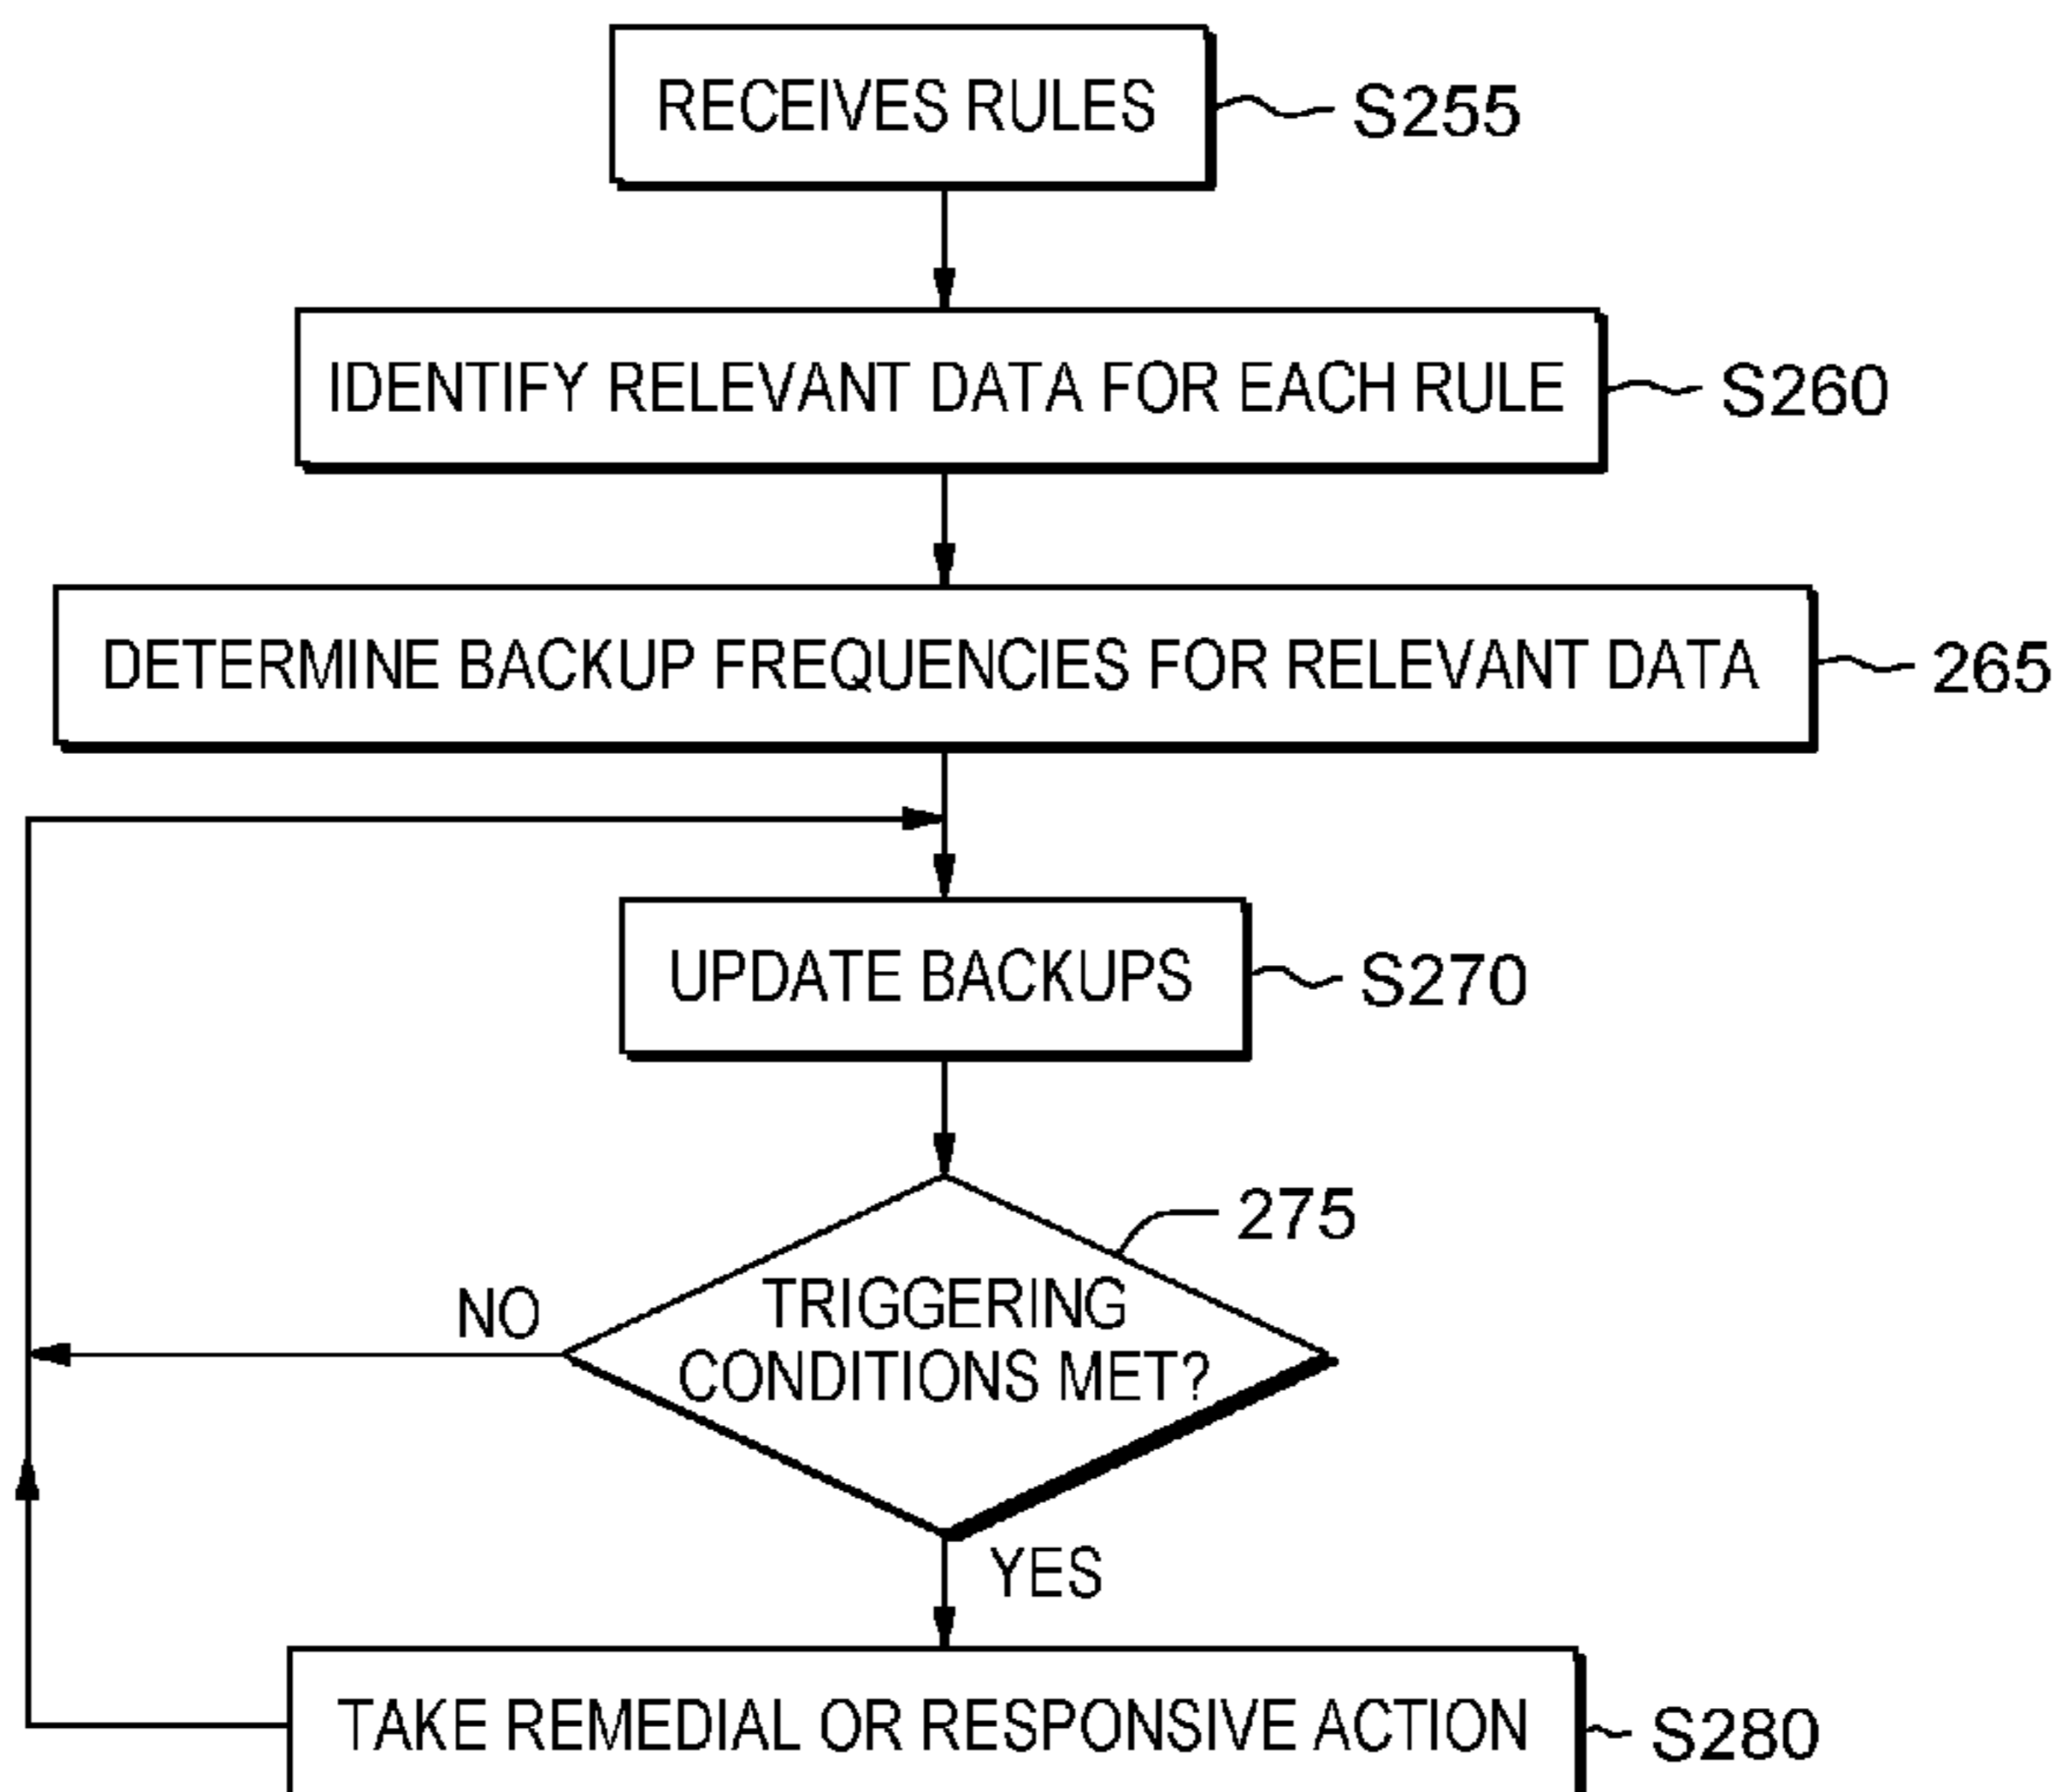 RECEIVES RULES
S255
IDENTIFY RELEVANT DATA FOR EACH RULE
S260
DETERMINE BACKUP FREQUENCIES FOR RELEVANT DATA
265
UPDATE BACKUPS
S270
275
TRIGGERING
CONDITIONS MET?
NO
YES
TAKE REMEDIAL OR RESPONSIVE ACTION
S280